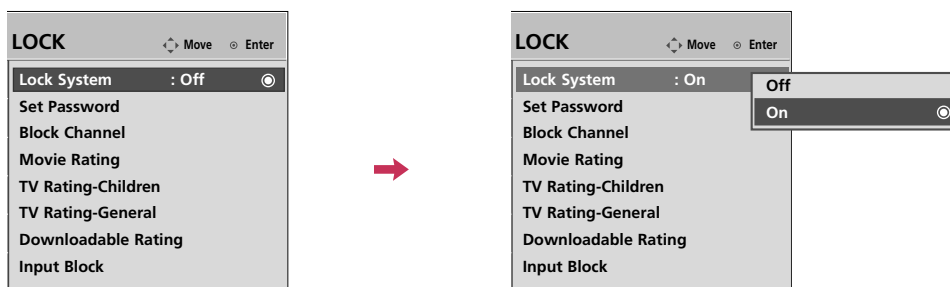 LOCK Move Enter
Lock System : Off
Set Password
Block Channel
Movie Rating
TV Rating-Children
TV Rating-General
Downloadable Rating
Input Block
LOCK Move Enter
Lock System : On
Set Password
Block Channel
Movie Rating
TV Rating-Children
TV Rating-General
Downloadable Rating
Input Block
Off
On